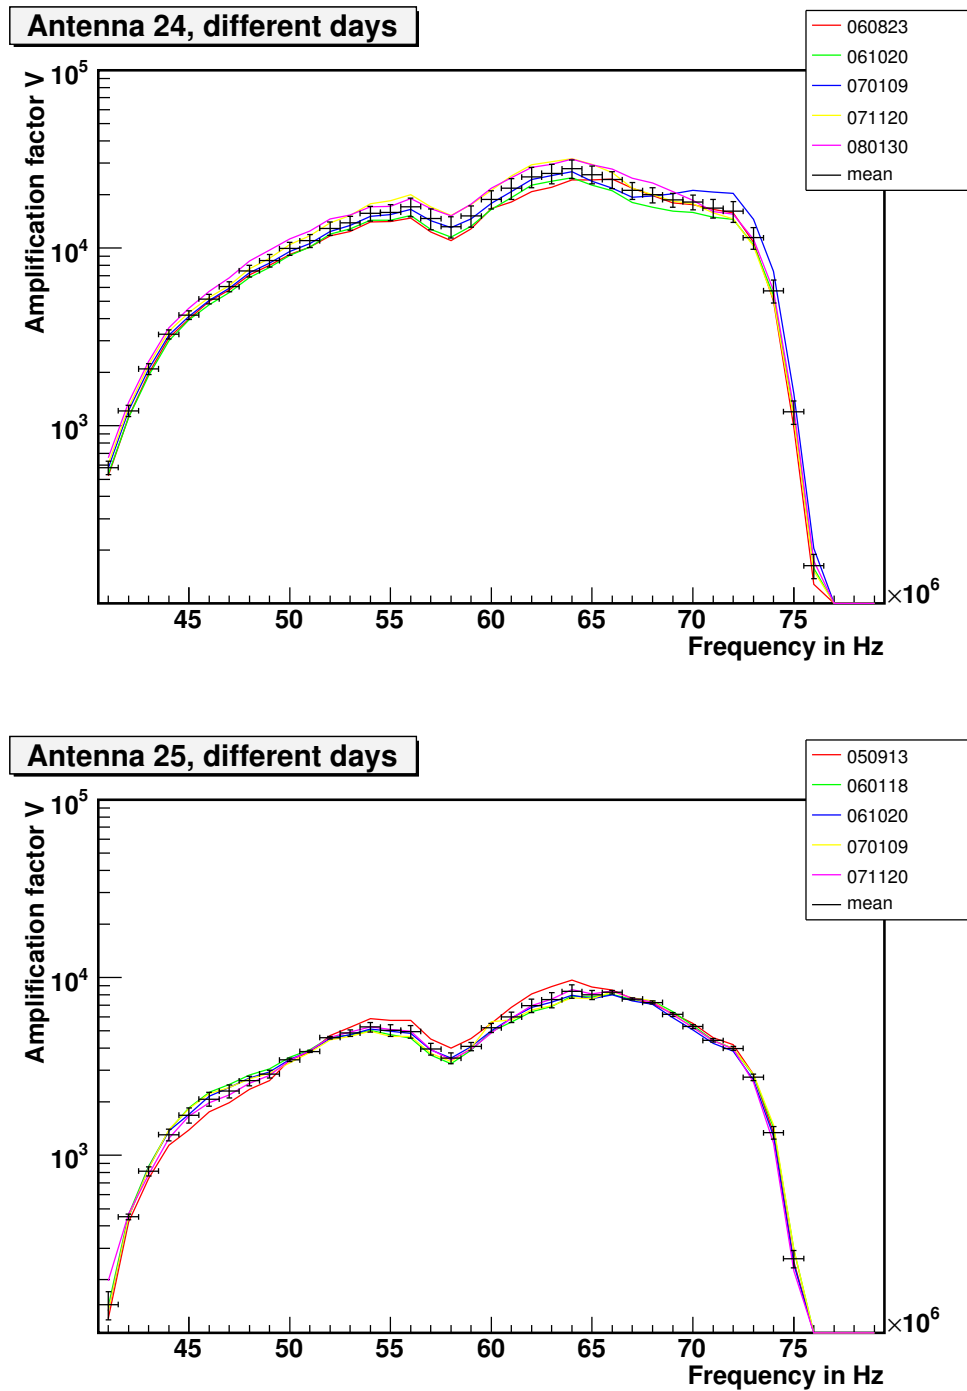 Antenna 24, different days
060823
061020
070109
071120
080130
mean
Amplification factor V
10^5
10^4
10^3
45 50 55 60 65 70 75
×10^6
Frequency in Hz
Antenna 25, different days
050913
060118
061020
070109
071120
mean
Amplification factor V
10^5
10^4
10^3
45 50 55 60 65 70 75
×10^6
Frequency in Hz